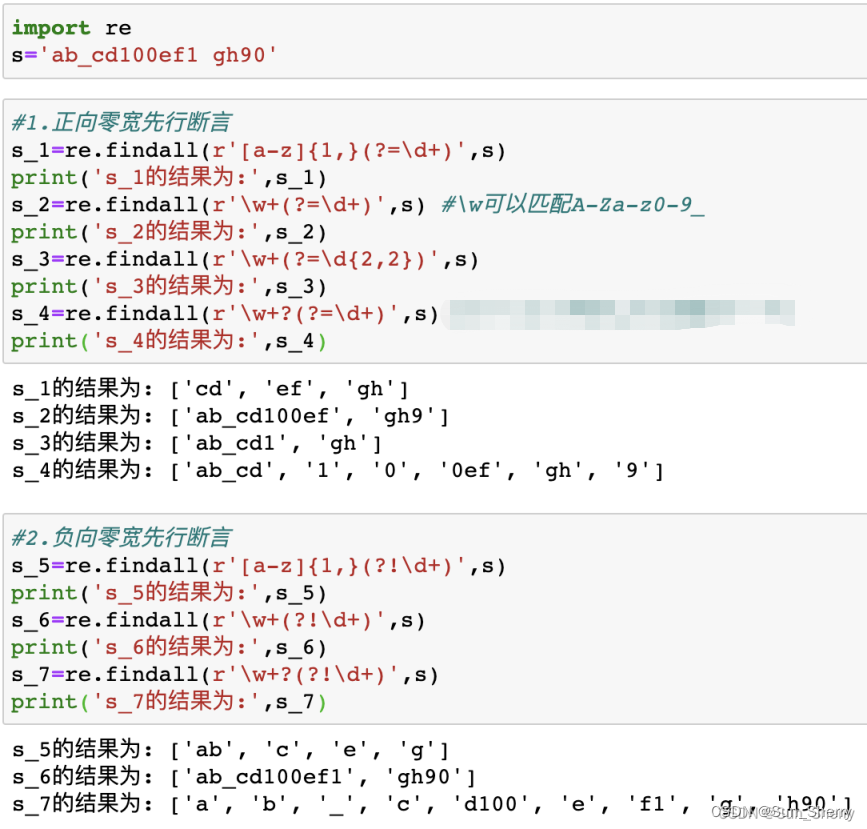 import re
s='ab_cd100ef1 gh90'
#1.正向零宽先行断言
s_1=re.findall(r'[a-z]{1,}(?=\d+)',s)
print('s_1的结果为:',s_1)
s_2=re.findall(r'\w+(?=\d+)',s) #\w可以匹配A-Za-z0-9_
print('s_2的结果为:',s_2)
s_3=re.findall(r'\w+(?=\d{2,2})',s)
print('s_3的结果为:',s_3)
s_4=re.findall(r'\w+?(?=\d+)',s)
print('s_4的结果为:',s_4)
s_1的结果为: ['cd', 'ef', 'gh']
s_2的结果为: ['ab_cd100ef', 'gh9']
s_3的结果为: ['ab_cd1', 'gh']
s_4的结果为: ['ab_cd', '1', '0', '0ef', 'gh', '9']
#2.负向零宽先行断言
s_5=re.findall(r'[a-z]{1,}(?!\d+)',s)
print('s_5的结果为:',s_5)
s_6=re.findall(r'\w+(?!\d+)',s)
print('s_6的结果为:',s_6)
s_7=re.findall(r'\w+?(?!\d+)',s)
print('s_7的结果为:',s_7)
s_5的结果为: ['ab', 'c', 'e', 'g']
s_6的结果为: ['ab_cd100ef1', 'gh90']
s_7的结果为: ['a', 'b', '_', 'c', 'd100', 'e', 'f1', 'g', 'h90']
CSDN @Sun_Sherry